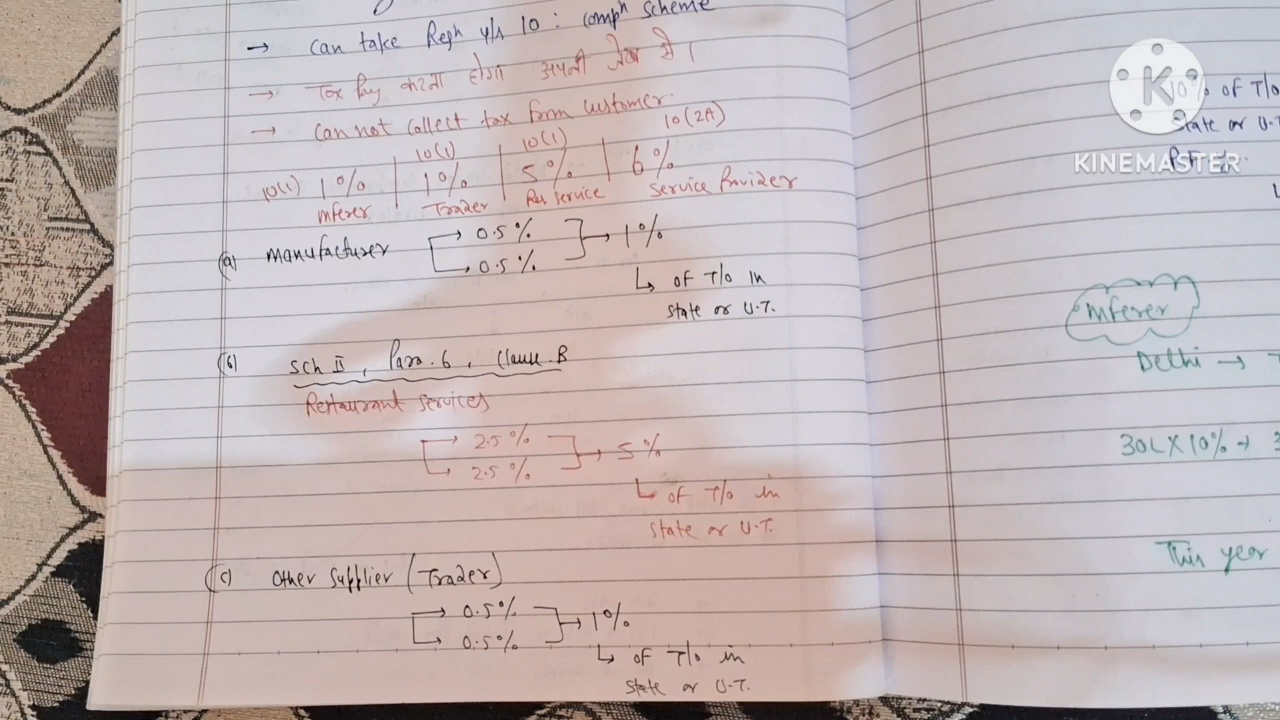 → can take Regn u/s 10 : compn scheme
→ Tax Pay करना होगा अपनी जेब से।
→ can not collect tax from customer.
10(1) 10(1) 10(2A)
10(1) 1% | 1% | 5% | 6%
mferer Trader Res service Service Provider
(a) manufacturer → 0.5% → 1%
→ 0.5%
↳ of T/O in
state or U.T.
(b) Sch II, Para. 6, Clause. B
Restaurant services
→ 2.5% → 5%
→ 2.5%
↳ of T/O in
state or U.T.
(c) other supplier (Trader)
→ 0.5% → 1%
→ 0.5%
↳ of T/O in
state or U.T.
10% of T/O
state or U.T
K
KINEMASTER
mferer
Delhi →
30L X 10% →
This year